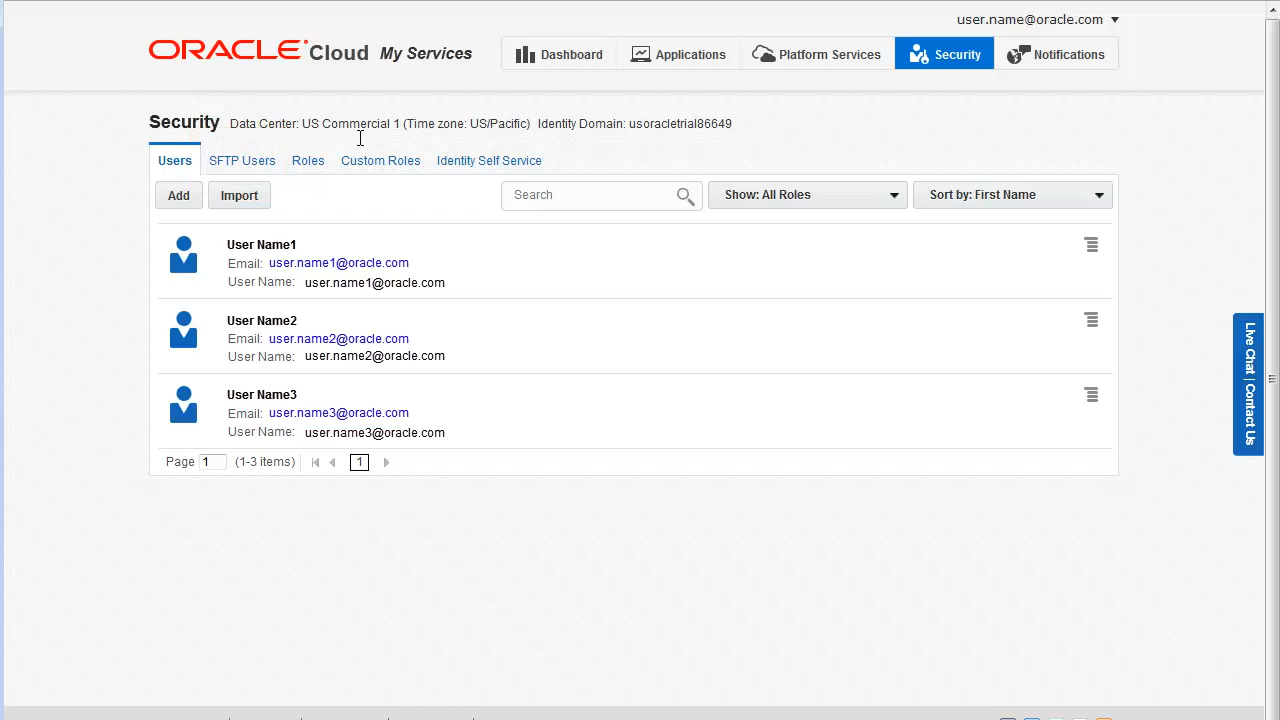 user.name@oracle.com
ORACLE Cloud My Services
Dashboard
Applications
Platform Services
Security
Notifications
Security Data Center: US Commercial 1 (Time zone: US/Pacific) Identity Domain: usoracletrial86649
Users
SFTP Users
Roles
Custom Roles
Identity Self Service
Add
Import
Search
Show: All Roles
Sort by: First Name
User Name1
Email: user.name1@oracle.com
User Name: user.name1@oracle.com
User Name2
Email: user.name2@oracle.com
User Name: user.name2@oracle.com
User Name3
Email: user.name3@oracle.com
User Name: user.name3@oracle.com
Page 1 (1-3 items) 1
Live Chat | Contact Us